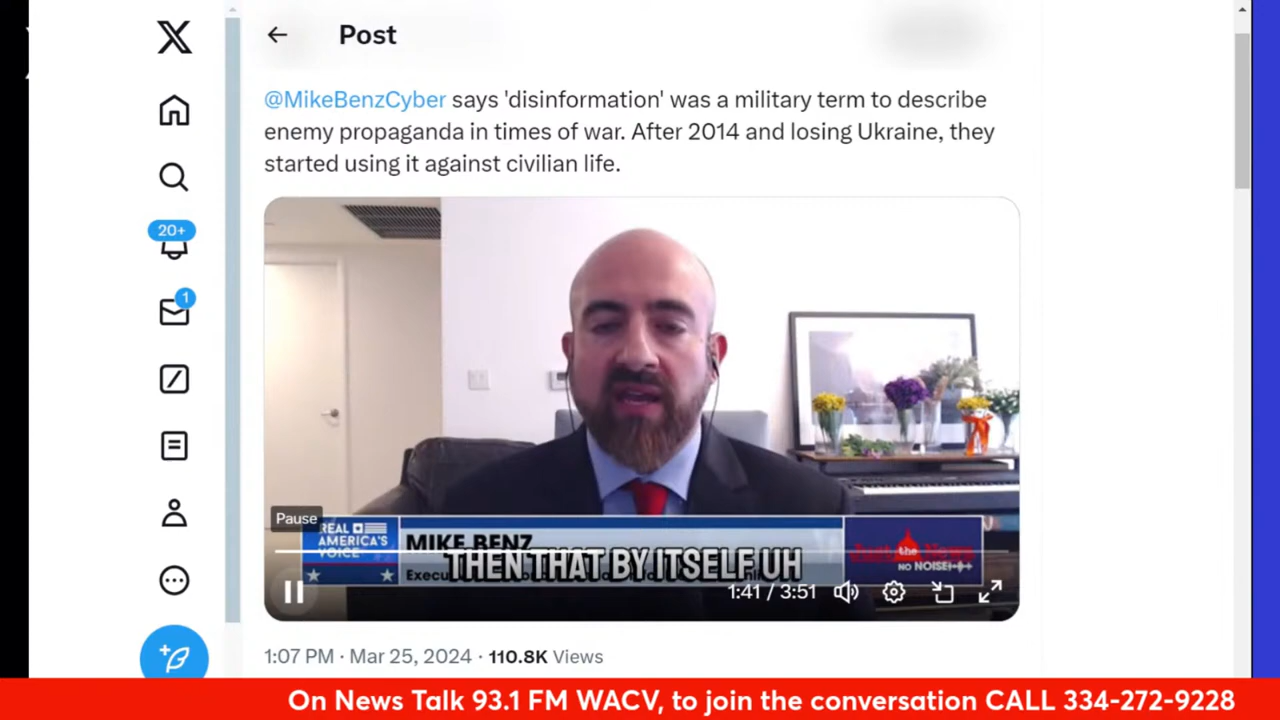 Post
@MikeBenzCyber says 'disinformation' was a military term to describe
enemy propaganda in times of war. After 2014 and losing Ukraine, they
started using it against civilian life.
20+
1
Pause
REAL
AMERICA'S
VOICE
MIKE BENZ
THEN THAT BY ITSELF UH
Just the News
NO NOISE
1:41 / 3:51
1:07 PM · Mar 25, 2024 · 110.8K Views
On News Talk 93.1 FM WACV, to join the conversation CALL 334-272-9228